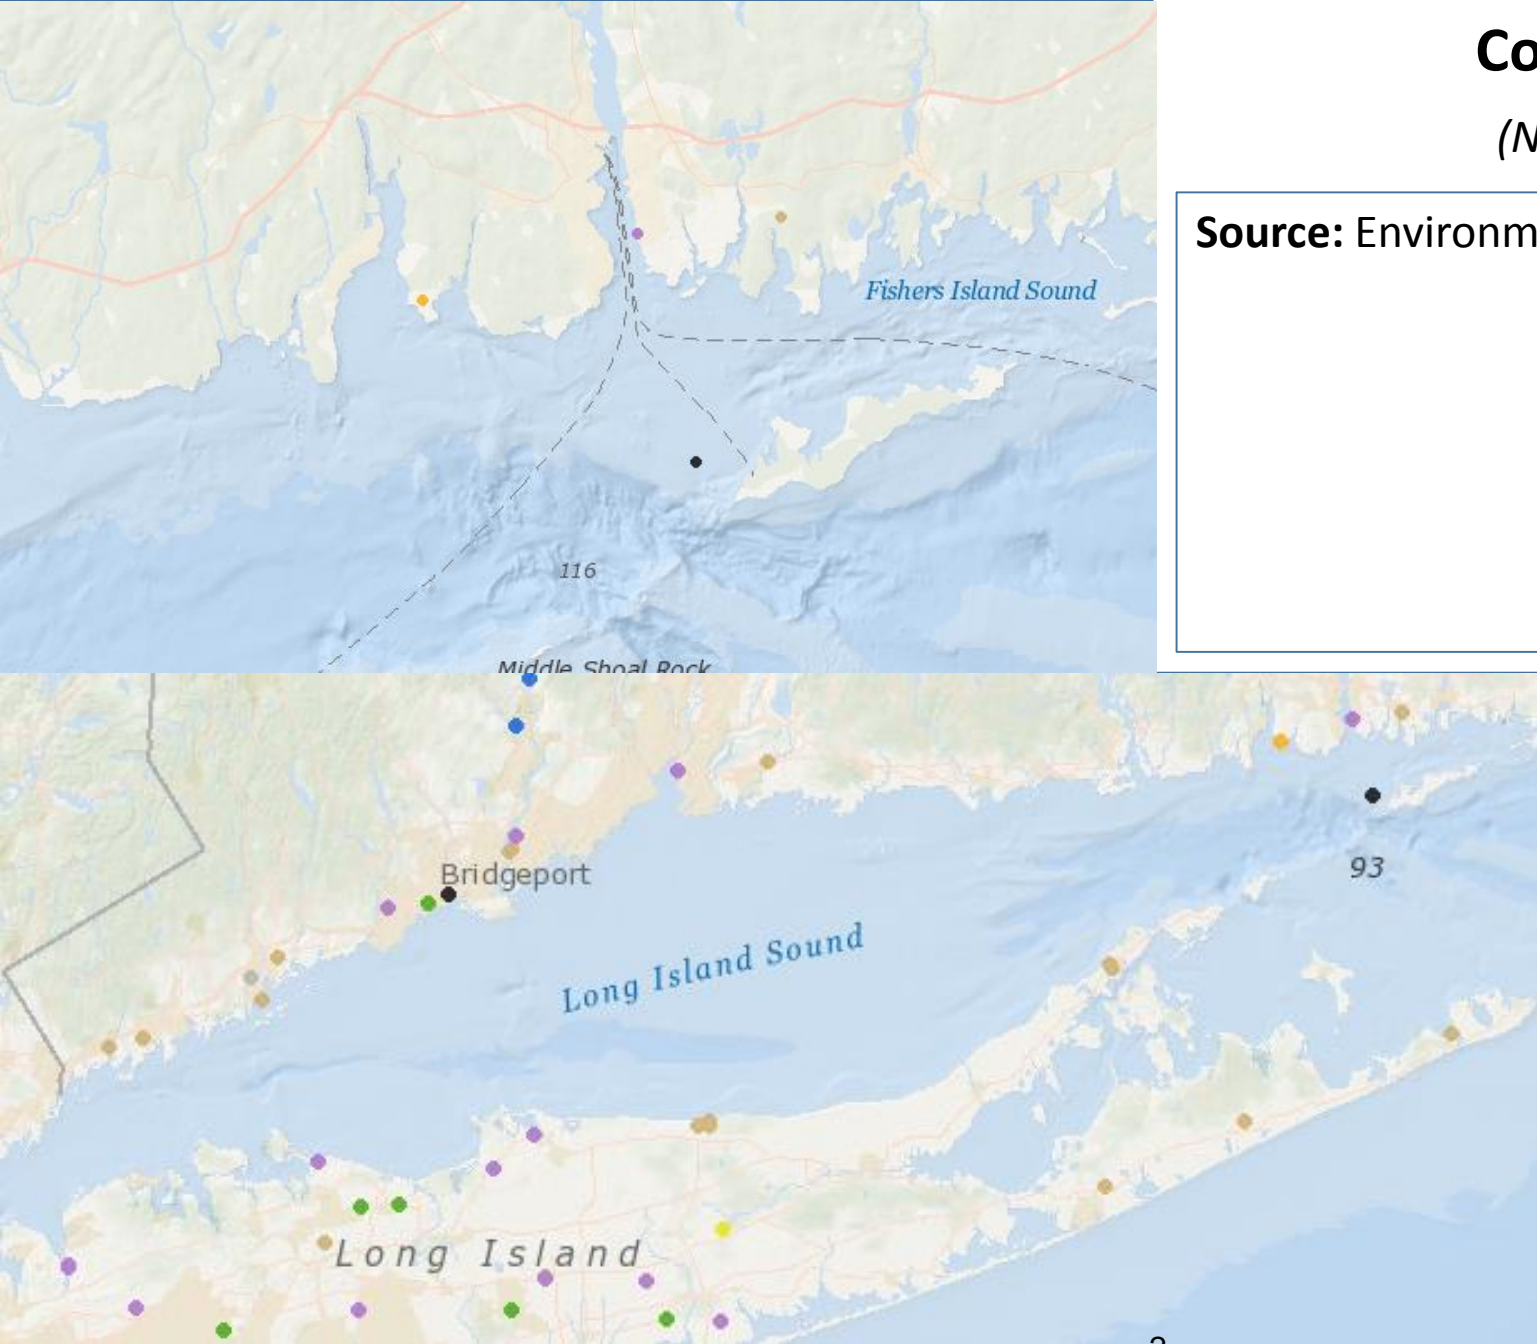 Co
(N
Source: Environm
Fishers Island Sound
116
Middle Shoal Rock
Bridgeport
93
Long Island Sound
Long Island